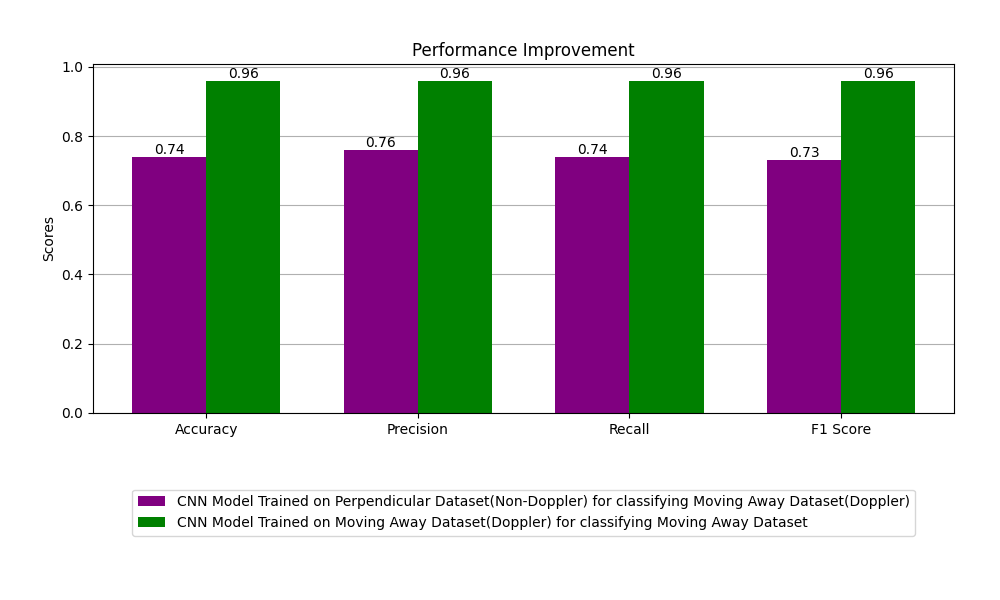 Performance Improvement
1.0
0.8
0.6
0.4
0.2
0.0
Scores
0.74
0.96
0.76
0.96
0.74
0.96
0.73
0.96
Accuracy
Precision
Recall
F1 Score
CNN Model Trained on Perpendicular Dataset(Non-Doppler) for classifying Moving Away Dataset(Doppler)
CNN Model Trained on Moving Away Dataset(Doppler) for classifying Moving Away Dataset